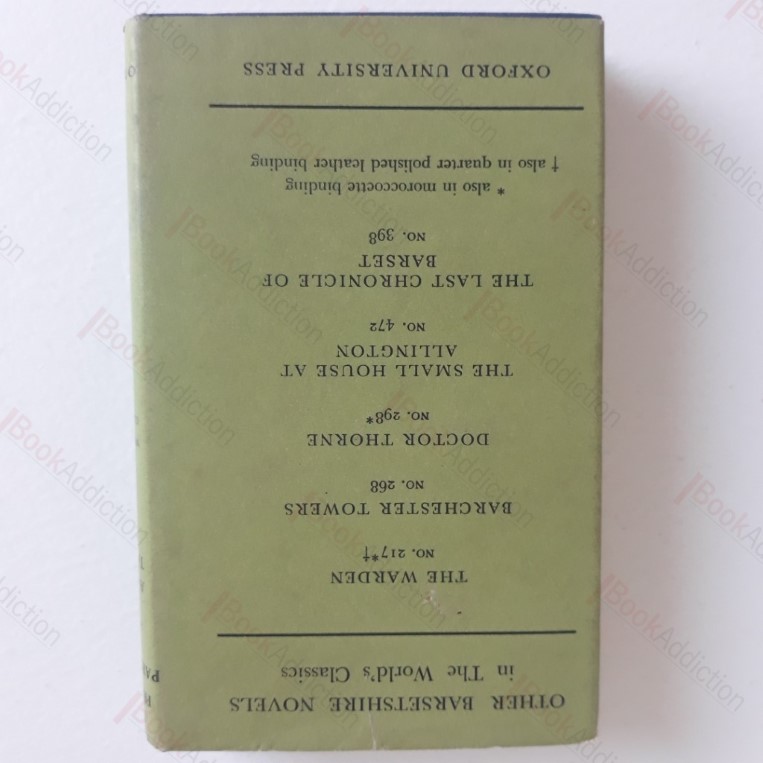 OTHER BARSETSHIRE NOVELS
in The World's Classics
THE WARDEN
NO. 217*†
BARCHESTER TOWERS
NO. 268
DOCTOR THORNE
NO. 298*
THE SMALL HOUSE AT
ALLINGTON
NO. 472
THE LAST CHRONICLE OF
BARSET
NO. 398
* also in moroccoette binding
† also in quarter polished leather binding
OXFORD UNIVERSITY PRESS
BookAddiction